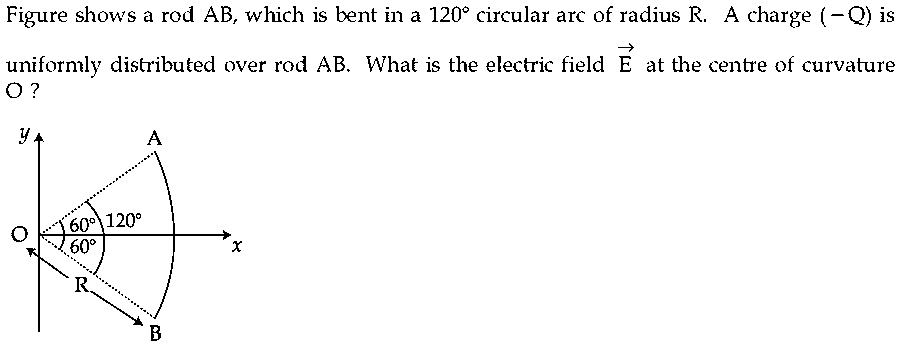 Figure shows a rod AB, which is bent in a 120° circular arc of radius R. A charge (−Q) is
uniformly distributed over rod AB. What is the electric field E⃗ at the centre of curvature
O ?
y
A
60° 120°
O
60°
x
R
B